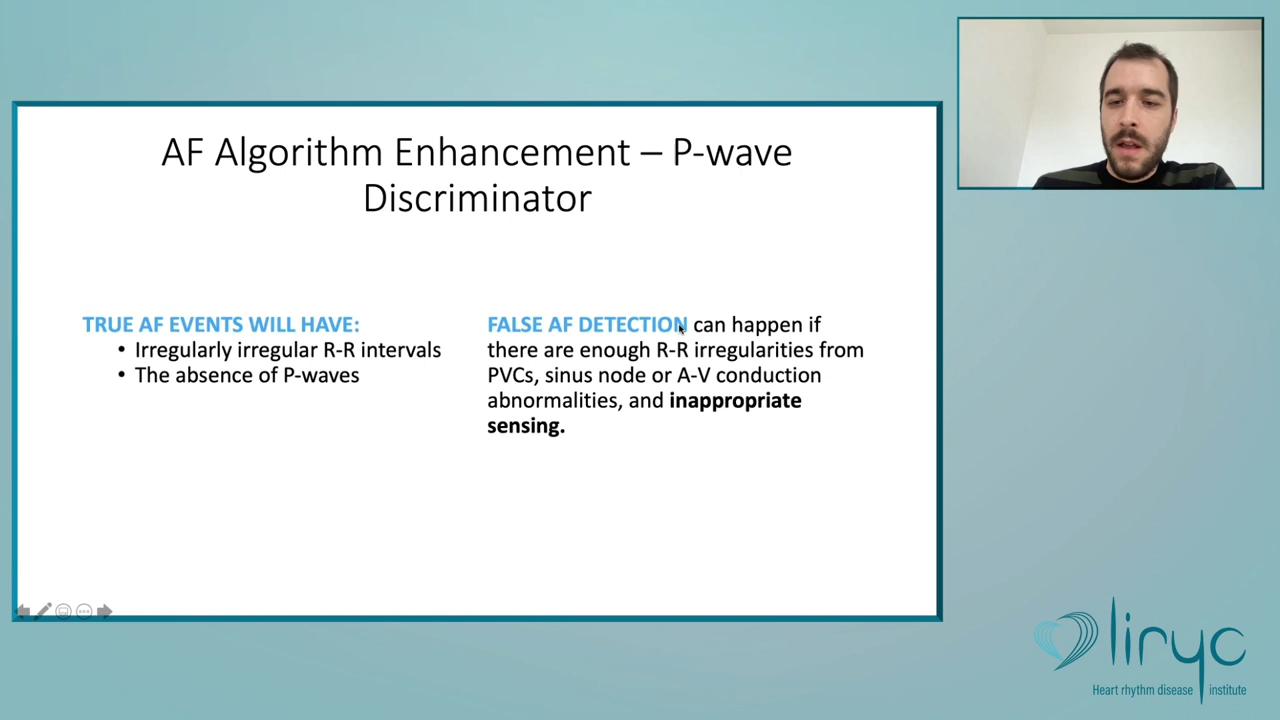 AF Algorithm Enhancement – P-wave
Discriminator
TRUE AF EVENTS WILL HAVE:
• Irregularly irregular R-R intervals
• The absence of P-waves
FALSE AF DETECTION can happen if
there are enough R-R irregularities from
PVCs, sinus node or A-V conduction
abnormalities, and inappropriate
sensing.
liryc
Heart rhythm disease institute